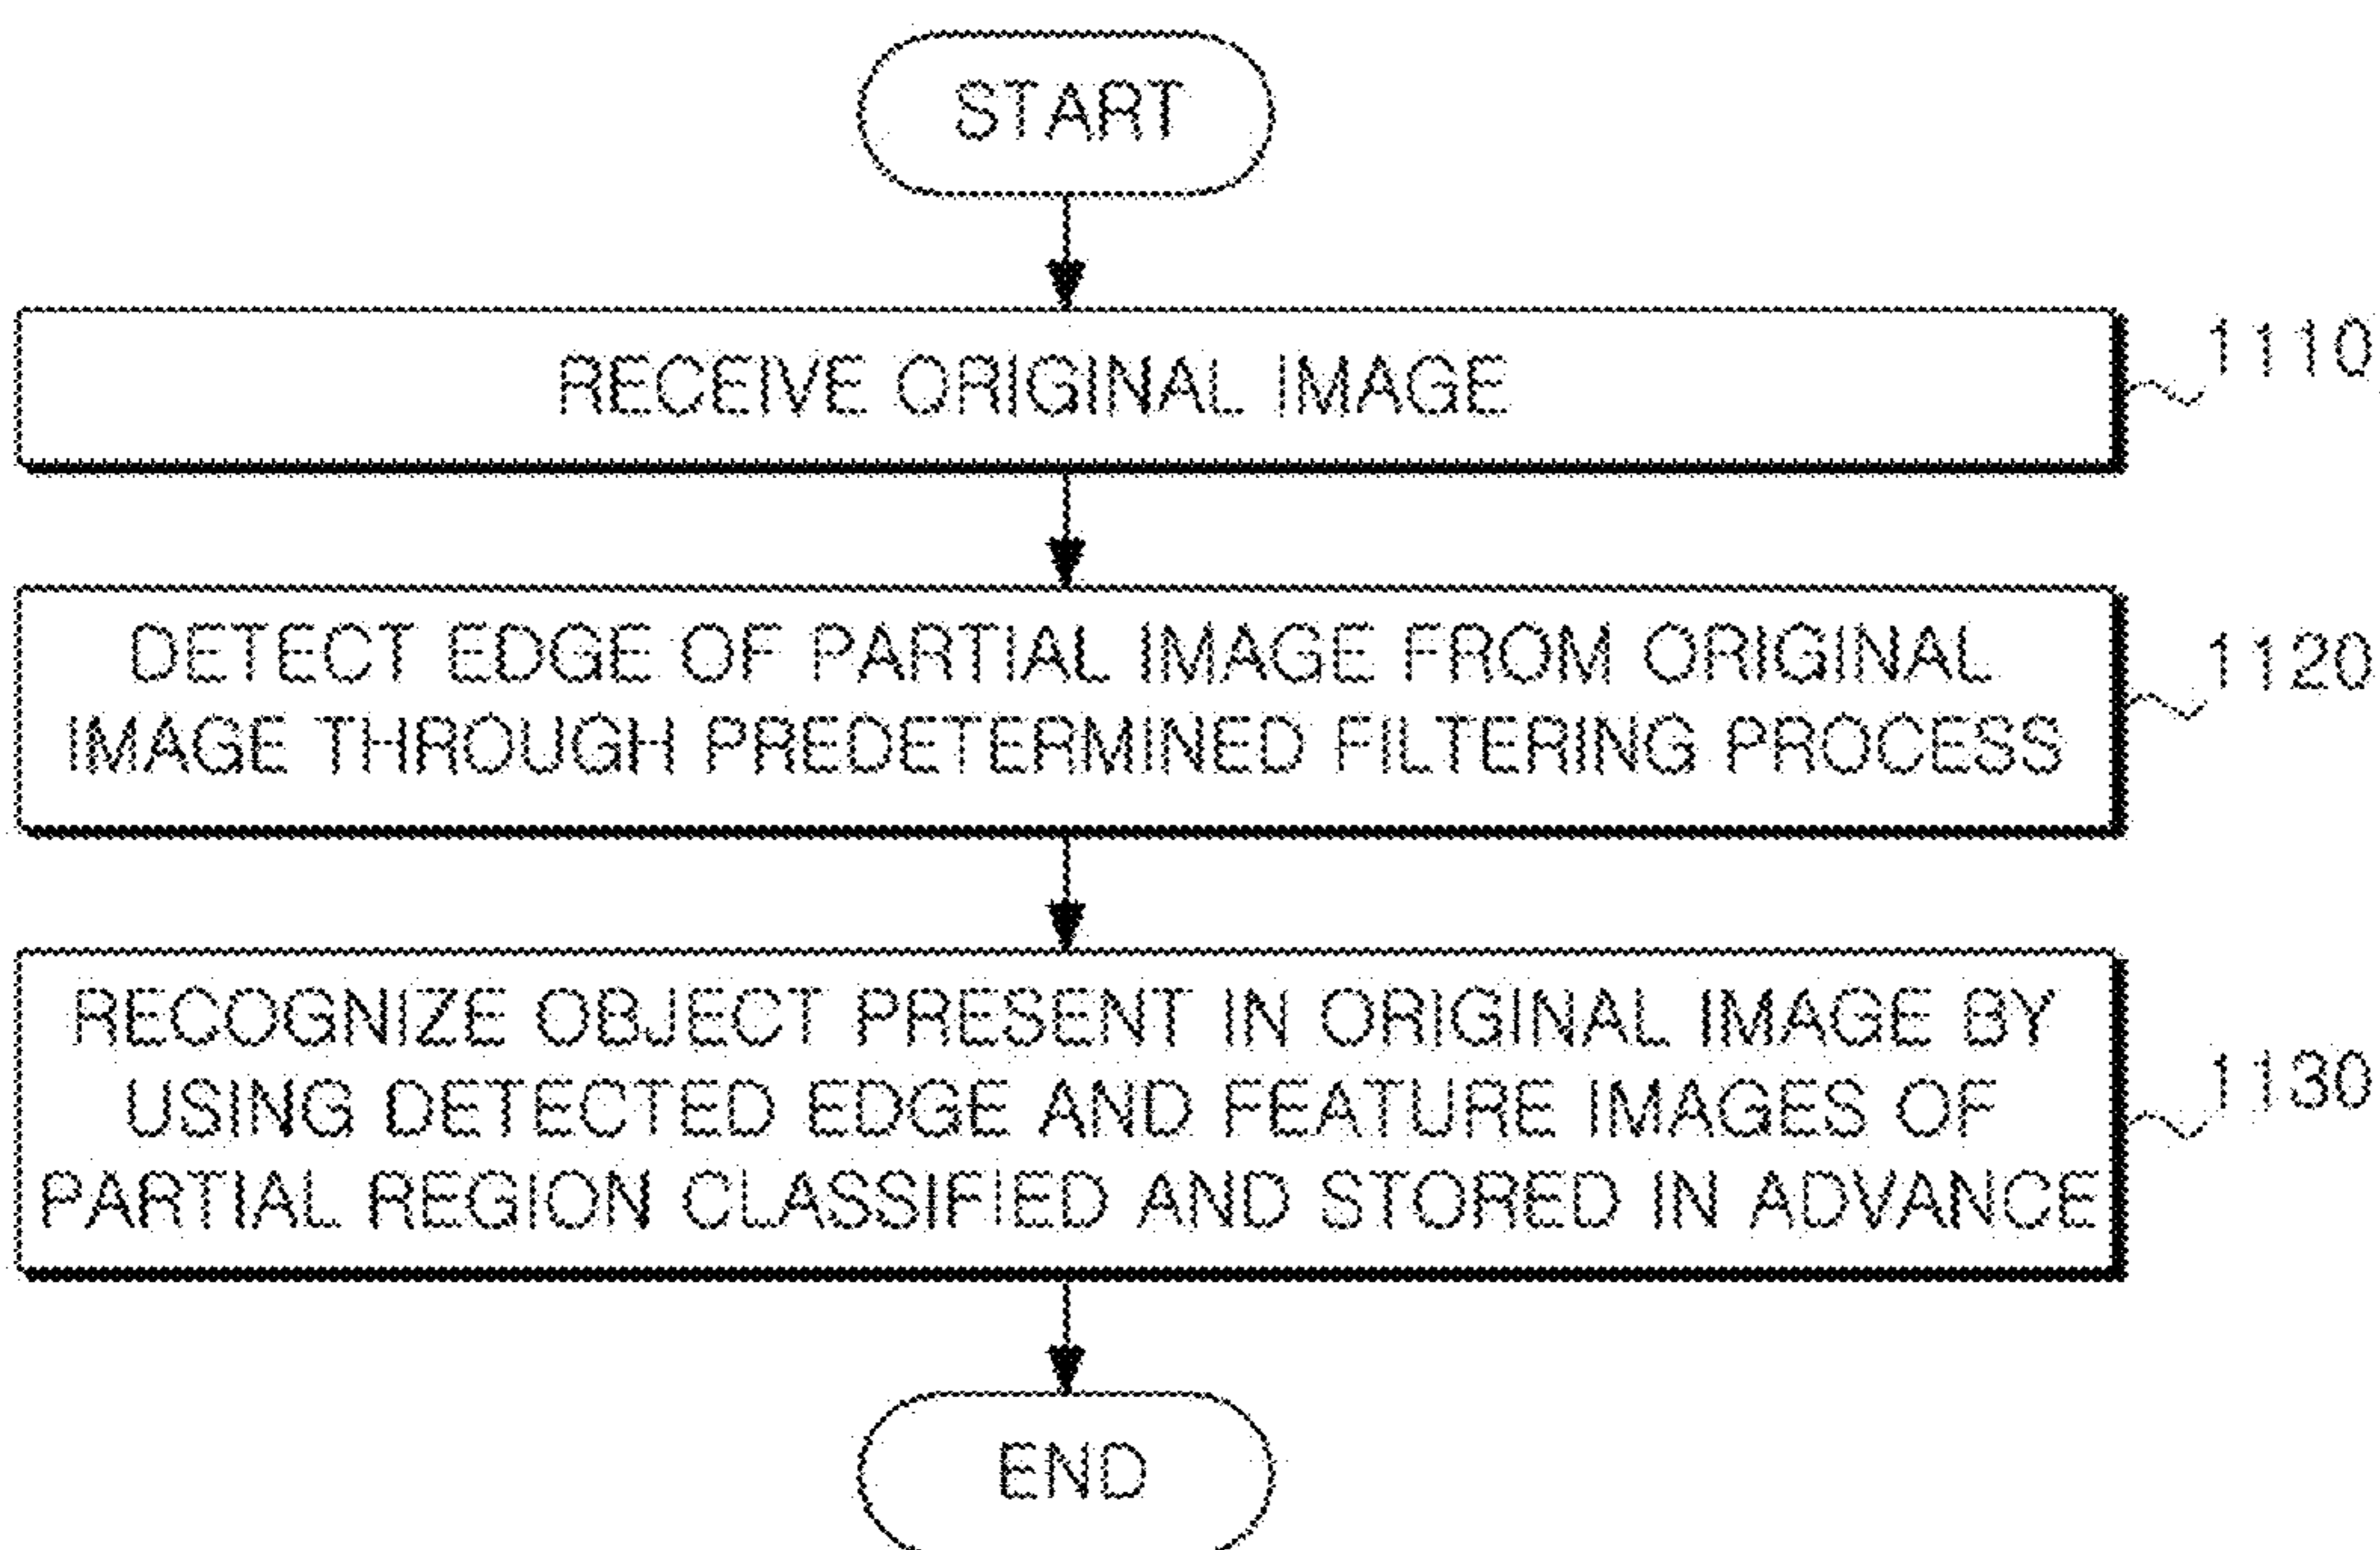 START
RECEIVE ORIGINAL IMAGE
1110
DETECT EDGE OF PARTIAL IMAGE FROM ORIGINAL
IMAGE THROUGH PREDETERMINED FILTERING PROCESS
1120
RECOGNIZE OBJECT PRESENT IN ORIGINAL IMAGE BY
USING DETECTED EDGE AND FEATURE IMAGES OF
PARTIAL REGION CLASSIFIED AND STORED IN ADVANCE
1130
END